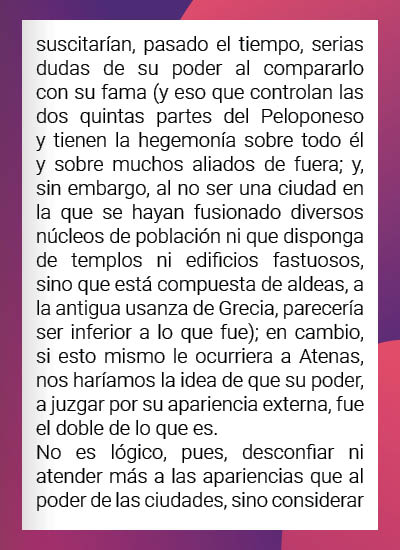 suscitarían, pasado el tiempo, serias
dudas de su poder al compararlo
con su fama (y eso que controlan las
dos quintas partes del Peloponeso
y tienen la hegemonía sobre todo él
y sobre muchos aliados de fuera; y,
sin embargo, al no ser una ciudad en
la que se hayan fusionado diversos
núcleos de población ni que disponga
de templos ni edificios fastuosos,
sino que está compuesta de aldeas, a
la antigua usanza de Grecia, parecería
ser inferior a lo que fue); en cambio,
si esto mismo le ocurriera a Atenas,
nos haríamos la idea de que su poder,
a juzgar por su apariencia externa, fue
el doble de lo que es.
No es lógico, pues, desconfiar ni
atender más a las apariencias que al
poder de las ciudades, sino considerar